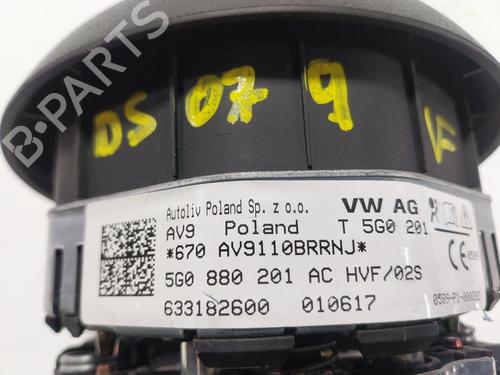 B-PARTS
DS 07 9 VF
Autoliv Poland Sp. z o.o. VW AG
AV9 Poland T 5G0 201
*670 AV9110BRRNJ*
5G0 880 201 AC HVF/02S
633182600 010617
CE